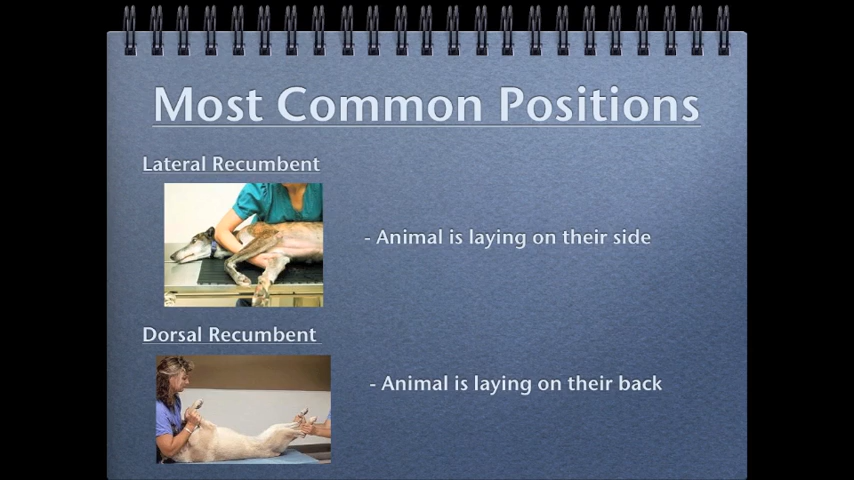 Most Common Positions
Lateral Recumbent
- Animal is laying on their side
Dorsal Recumbent
- Animal is laying on their back